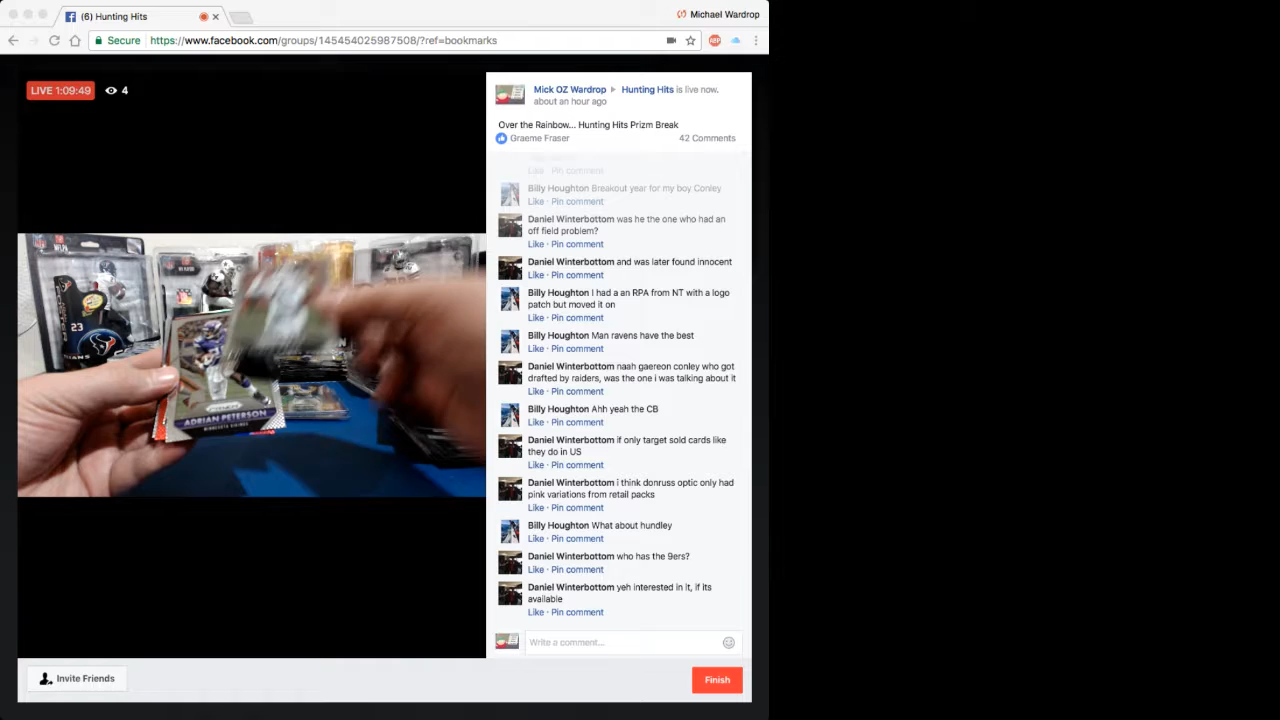 (6) Hunting Hits
Michael Wardrop
Secure https://www.facebook.com/groups/145454025987508/?ref=bookmarks
ABP
LIVE 1:09:49 4
Mick OZ Wardrop Hunting Hits is live now.
about an hour ago
Over the Rainbow... Hunting Hits Prizm Break
Graeme Fraser 42 Comments
Like · Pin comment
Billy Houghton Breakout year for my boy Conley
Like · Pin comment
Daniel Winterbottom was he the one who had an
off field problem?
Like · Pin comment
Daniel Winterbottom and was later found innocent
Like · Pin comment
Billy Houghton I had a an RPA from NT with a logo
patch but moved it on
Like · Pin comment
Billy Houghton Man ravens have the best
Like · Pin comment
Daniel Winterbottom naah gaereon conley who got
drafted by raiders, was the one i was talking about it
Like · Pin comment
Billy Houghton Ahh yeah the CB
Like · Pin comment
Daniel Winterbottom if only target sold cards like
they do in US
Like · Pin comment
Daniel Winterbottom i think donruss optic only had
pink variations from retail packs
Like · Pin comment
Billy Houghton What about hundley
Like · Pin comment
Daniel Winterbottom who has the 9ers?
Like · Pin comment
Daniel Winterbottom yeh interested in it, if its
available
Like · Pin comment
Write a comment...
Invite Friends
Finish
23
TEXANS
ADRIAN PETERSON
MINNESOTA VIKINGS